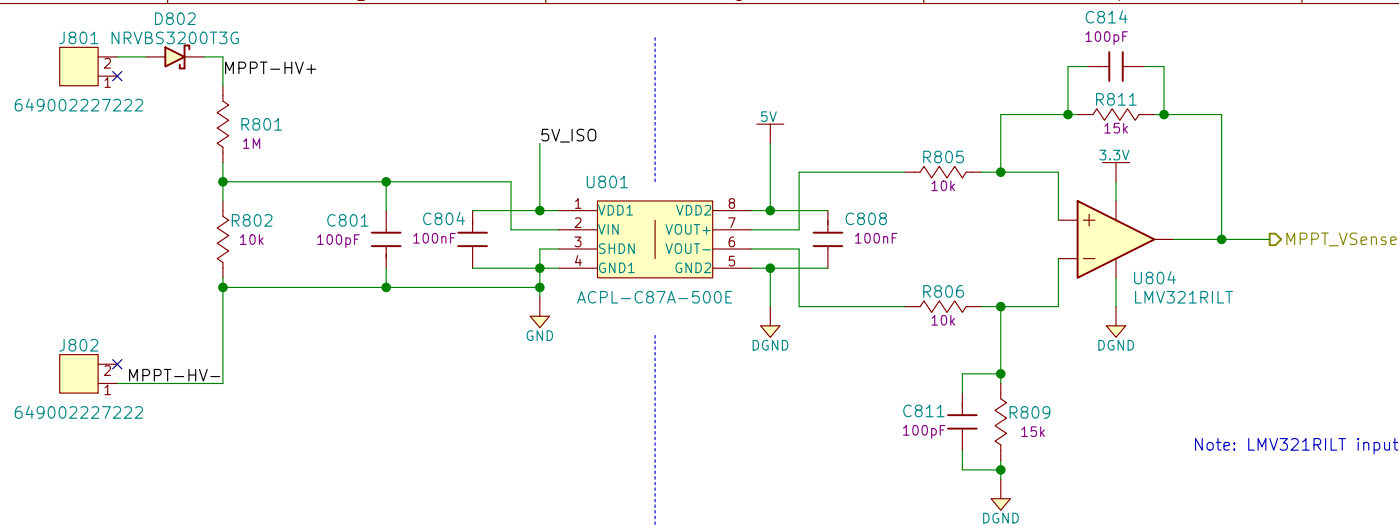 D802
NRVBS3200T3G
J801
2
1
649002227222
MPPT-HV+
R801
1M
R802
10k
C801
100pF
C804
100nF
5V_ISO
U801
1
2
3
4
VDD1
VIN
SHDN
GND1
VDD2
VOUT+
VOUT-
GND2
8
7
6
5
ACPL-C87A-500E
GND
J802
2
1
MPPT-HV-
649002227222
5V
C808
100nF
DGND
R805
10k
R806
10k
C814
100pF
R811
15k
3.3V
+
−
U804
LMV321RILT
DGND
MPPT_VSense
C811
100pF
R809
15k
DGND
Note: LMV321RILT input